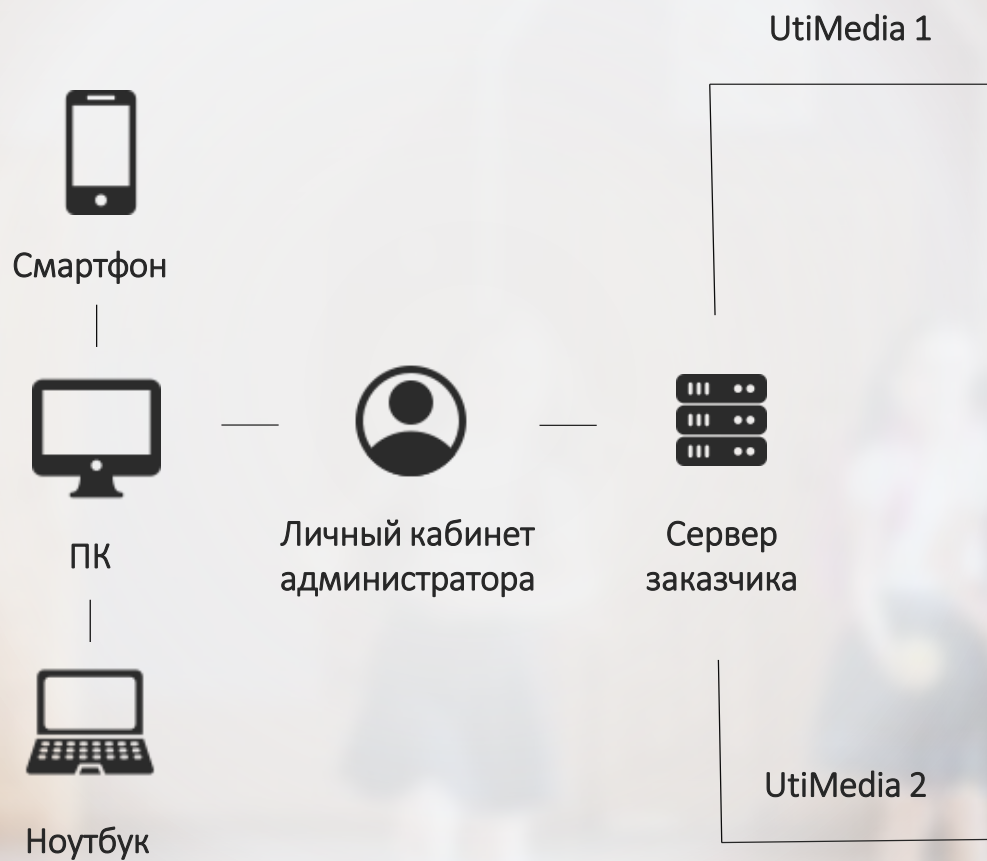 UtiMedia 1
Смартфон
ПК
Личный кабинет
администратора
Сервер
заказчика
UtiMedia 2
Ноутбук